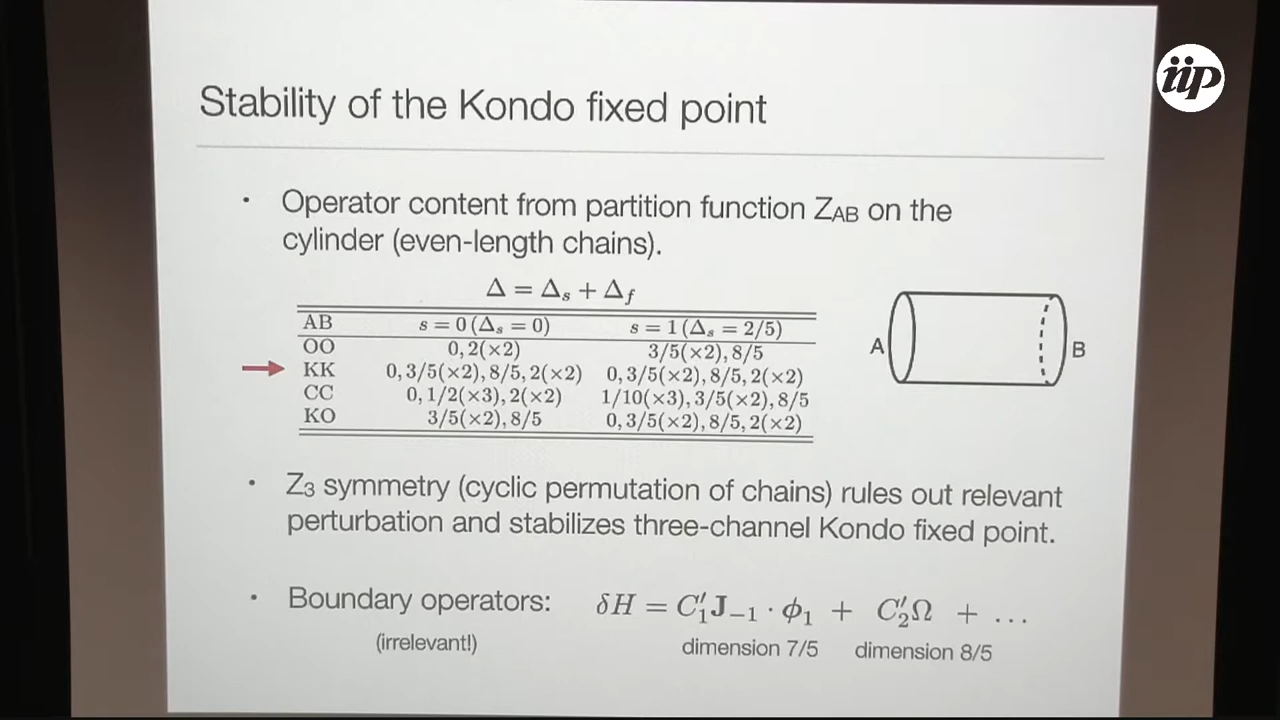 iip
Stability of the Kondo fixed point
• Operator content from partition function Z_AB on the
cylinder (even-length chains).
Δ = Δ_s + Δ_f
AB s = 0 (Δ_s = 0) s = 1 (Δ_s = 2/5)
OO 0, 2(×2) 3/5(×2), 8/5
KK 0, 3/5(×2), 8/5, 2(×2) 0, 3/5(×2), 8/5, 2(×2)
CC 0, 1/2(×3), 2(×2) 1/10(×3), 3/5(×2), 8/5
KO 3/5(×2), 8/5 0, 3/5(×2), 8/5, 2(×2)
A B
• Z₃ symmetry (cyclic permutation of chains) rules out relevant
perturbation and stabilizes three-channel Kondo fixed point.
• Boundary operators: δH = C′₁J₋₁ · ϕ₁ + C′₂Ω + ...
(irrelevant!) dimension 7/5 dimension 8/5